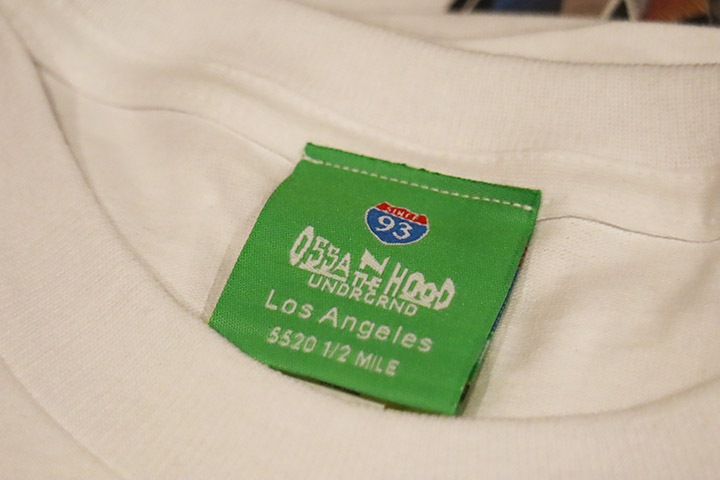 SINCE
93
OSSA N THE HOOD
UNDRGRND
Los Angeles
5520 1/2 MILE